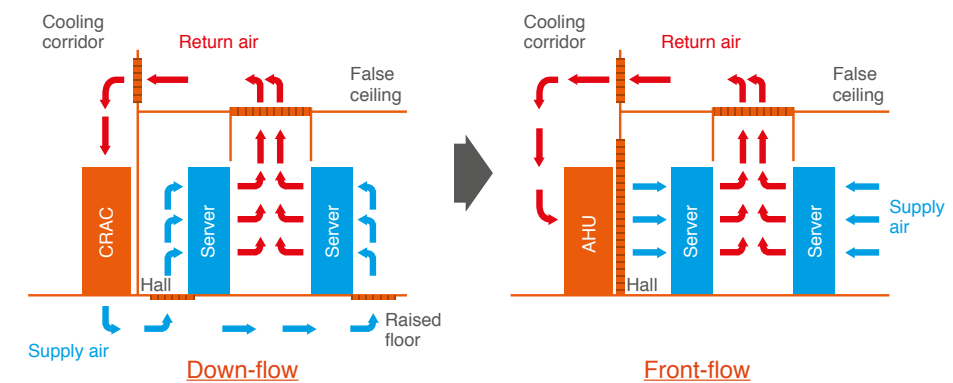 Cooling
corridor
Return air
False
ceiling
CRAC
Server
Server
Hall
Raised
floor
Supply air
Down-flow
Cooling
corridor
Return air
False
ceiling
AHU
Server
Server
Supply
air
Hall
Front-flow